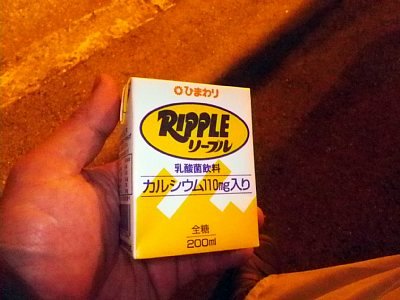 ひまわり
RIPPLE
リープル
乳酸菌飲料
カルシウム110mg入り
全糖
200ml